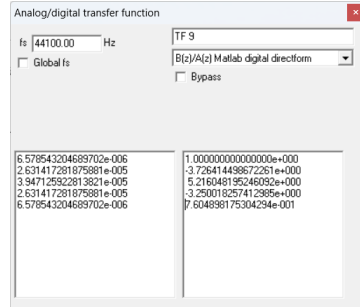 Analog/digital transfer function
fs 44100.00 Hz
Global fs
TF 9
B(z)/A(z) Matlab digital directform
Bypass
6.578543204689702e-006
2.631417281875881e-005
3.947125922813821e-005
2.631417281875881e-005
6.578543204689702e-006
1.000000000000000e+000
-3.726414498672261e+000
5.216048195246092e+000
-3.250018257412985e+000
7.604898175304294e-001